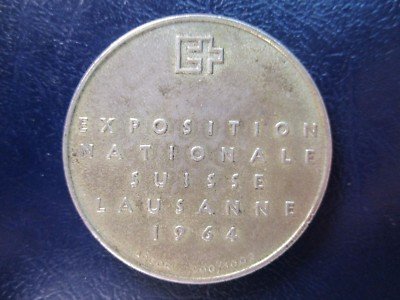 EXPOSITION
NATIONALE
SUISSE
LAUSANNE
1964